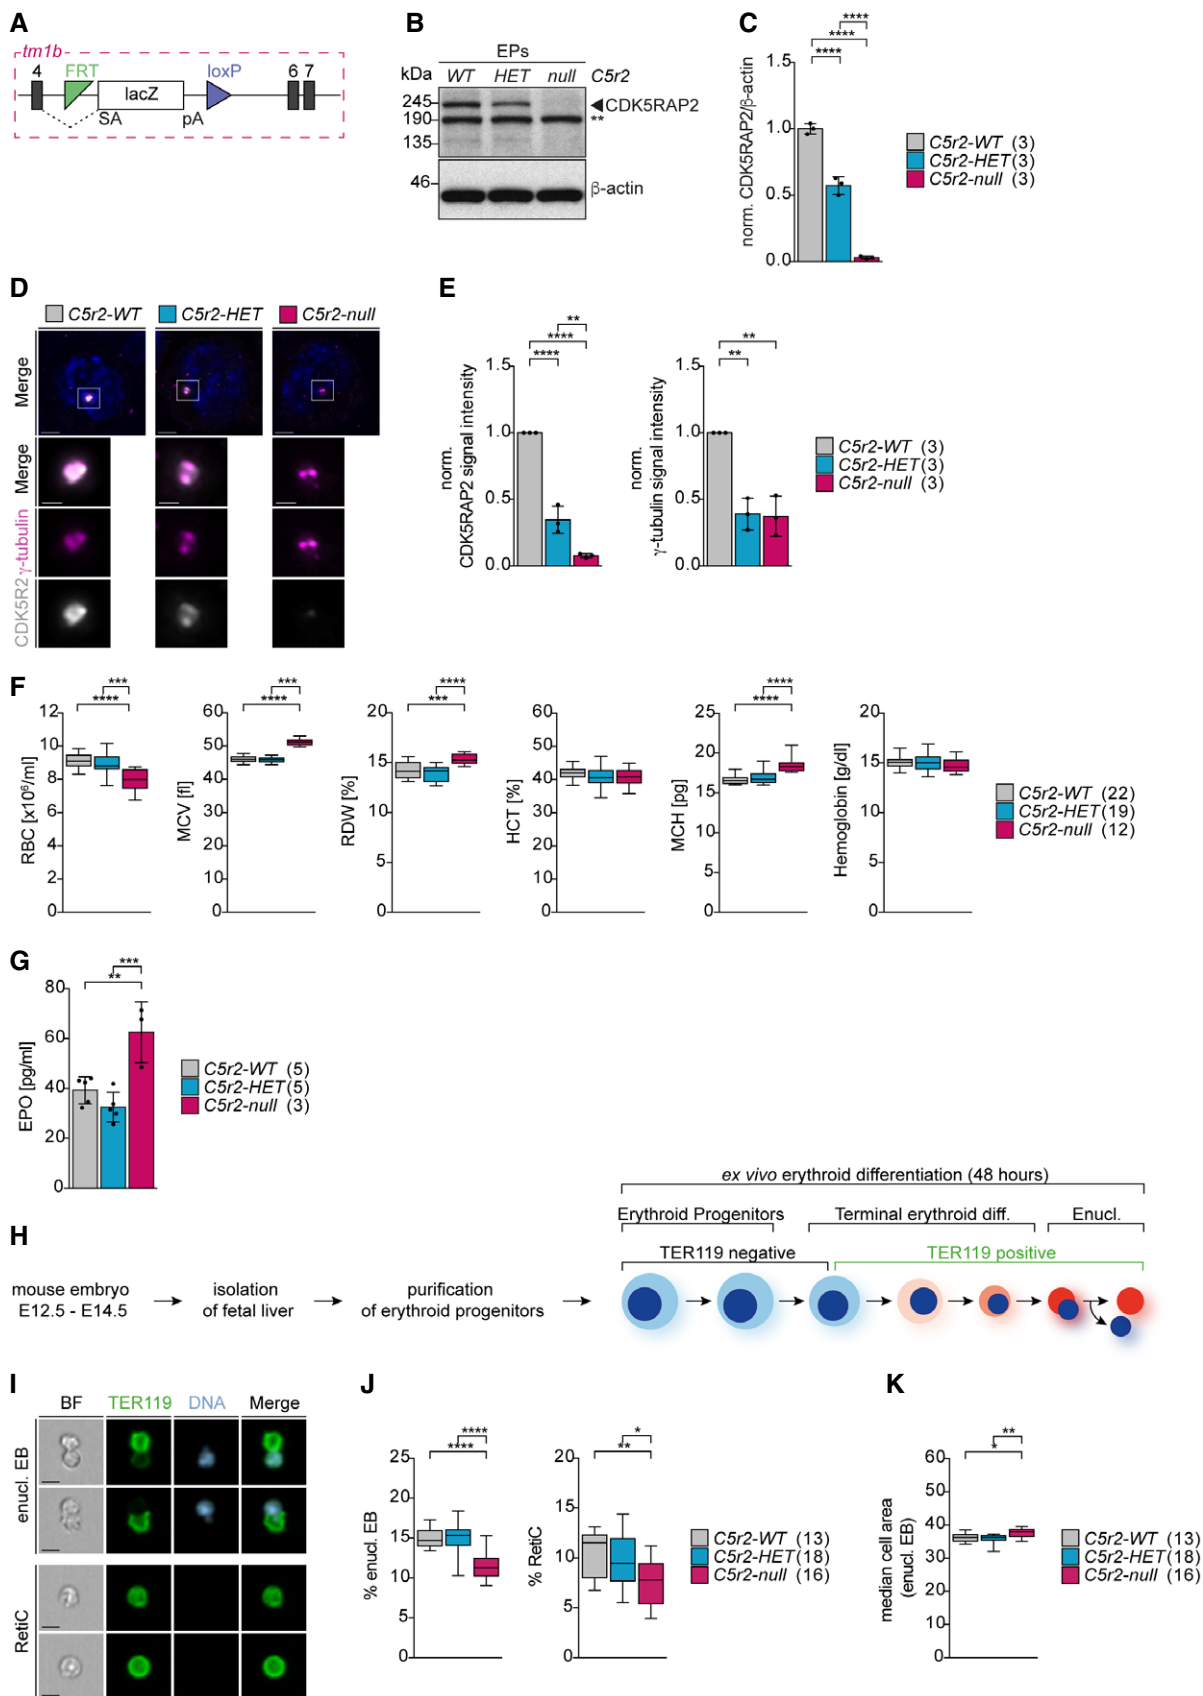 A
tm1b
4 FRT loxP 6 7
lacZ
SA pA
B
EPs
kDa WT HET null C5r2
245 CDK5RAP2
190 **
135
46 β-actin
C
****
****
****
norm. CDK5RAP2/β-actin
1.5
1.0
0.5
0.0
C5r2-WT (3)
C5r2-HET (3)
C5r2-null (3)
D
C5r2-WT C5r2-HET C5r2-null
Merge
Merge
γ-tubulin
CDK5R2
E
**
****
****
norm.
CDK5RAP2 signal intensity
1.5
1.0
0.5
0.0
**
**
norm.
γ-tubulin signal intensity
1.5
1.0
0.5
0.0
C5r2-WT (3)
C5r2-HET (3)
C5r2-null (3)
F
***
****
RBC [x10⁶/ml]
12
10
8
6
4
2
0
***
****
MCV [fl]
60
50
40
30
20
10
0
****
***
RDW [%]
20
15
10
5
0
HCT [%]
60
50
40
30
20
10
0
****
****
MCH [pg]
25
20
15
10
5
0
Hemoglobin [g/dl]
20
15
10
5
0
C5r2-WT (22)
C5r2-HET (19)
C5r2-null (12)
G
***
**
EPO [pg/ml]
80
60
40
20
0
C5r2-WT (5)
C5r2-HET (5)
C5r2-null (3)
H
ex vivo erythroid differentiation (48 hours)
Erythroid Progenitors Terminal erythroid diff. Enucl.
TER119 negative TER119 positive
mouse embryo isolation purification
E12.5 - E14.5 of fetal liver of erythroid progenitors
I
BF TER119 DNA Merge
enucl. EB
RetiC
J
****
****
% enucl. EB
25
20
15
10
5
0
*
**
% RetiC
20
15
10
5
0
C5r2-WT (13)
C5r2-HET (18)
C5r2-null (16)
K
**
*
median cell area
(enucl. EB)
60
50
40
30
20
10
0
C5r2-WT (13)
C5r2-HET (18)
C5r2-null (16)